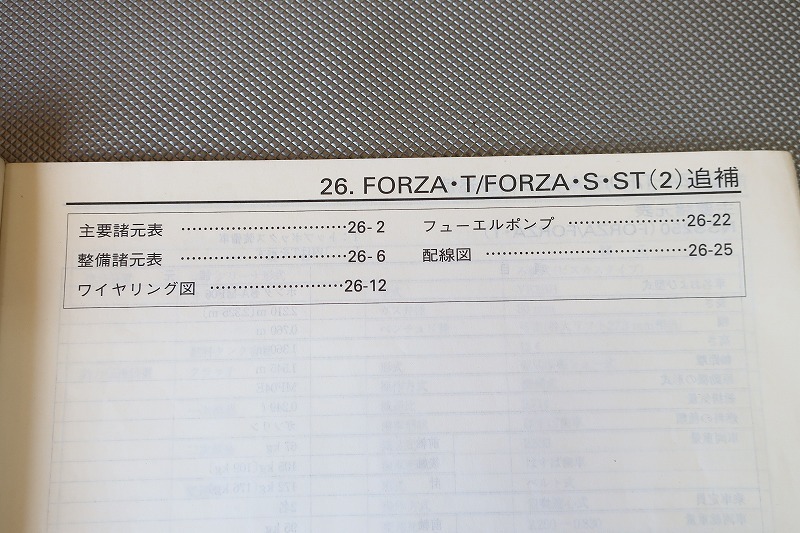 26. FORZA・T/FORZA・S・ST(2)追補
主要諸元表 ……………………………26- 2
整備諸元表 ……………………………26- 6
ワイヤリング図 ……………………26-12
フューエルポンプ ……………………26-22
配線図 …………………………………26-25